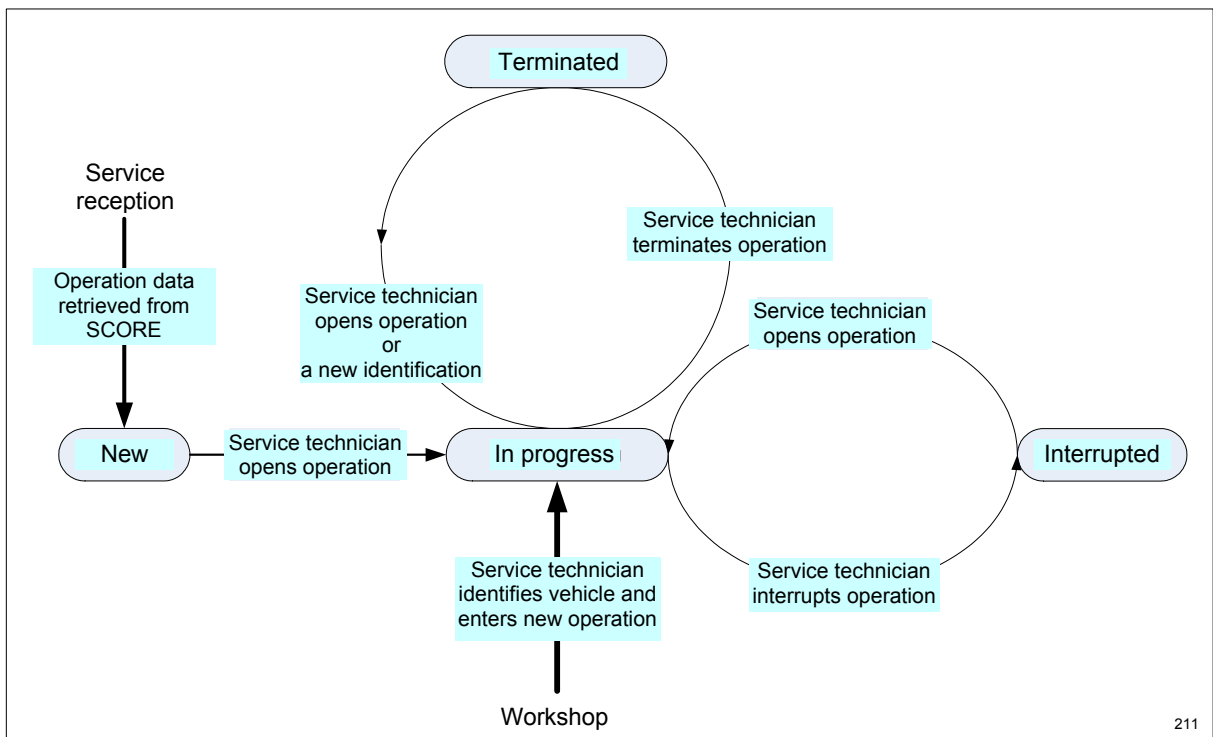 Terminated
Service
reception
Service technician
terminates operation
Operation data
retrieved from
SCORE
Service technician
opens operation
or
a new identification
Service technician
opens operation
New
Service technician
opens operation
In progress
Interrupted
Service technician
identifies vehicle and
enters new operation
Service technician
interrupts operation
Workshop
211